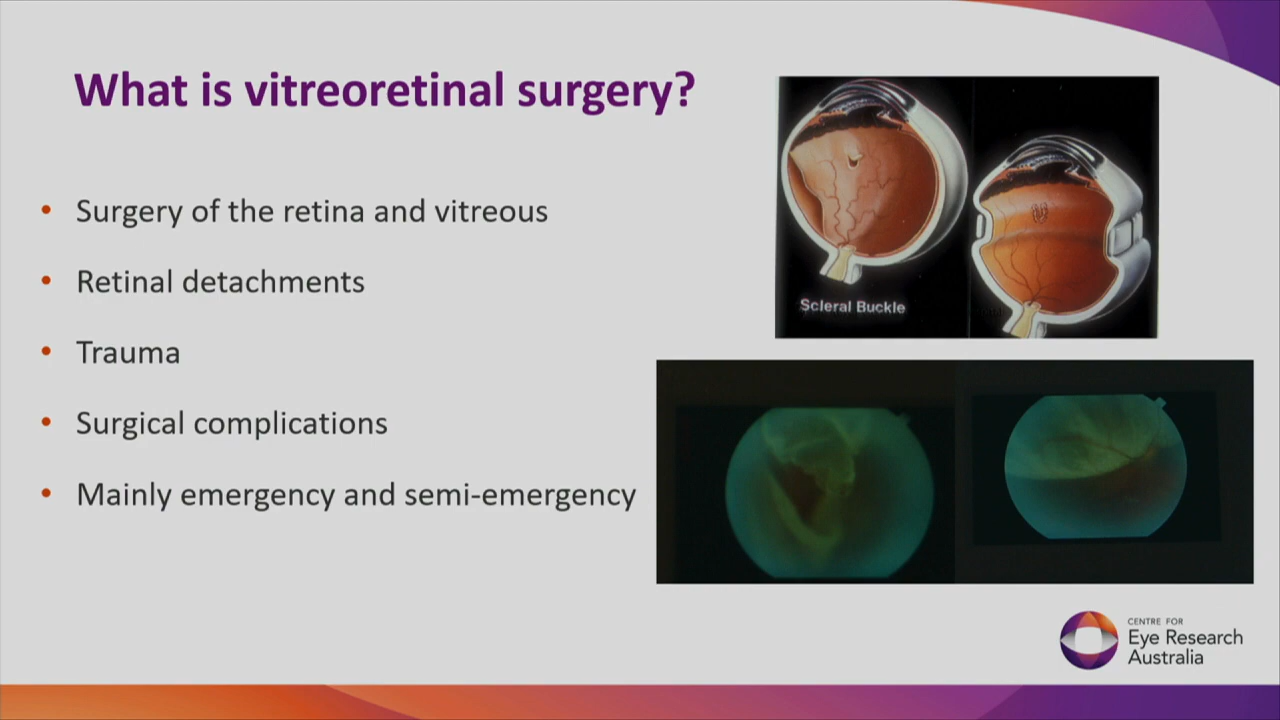 What is vitreoretinal surgery?
• Surgery of the retina and vitreous
• Retinal detachments
• Trauma
• Surgical complications
• Mainly emergency and semi-emergency
Scleral Buckle
CENTRE FOR
Eye Research
Australia